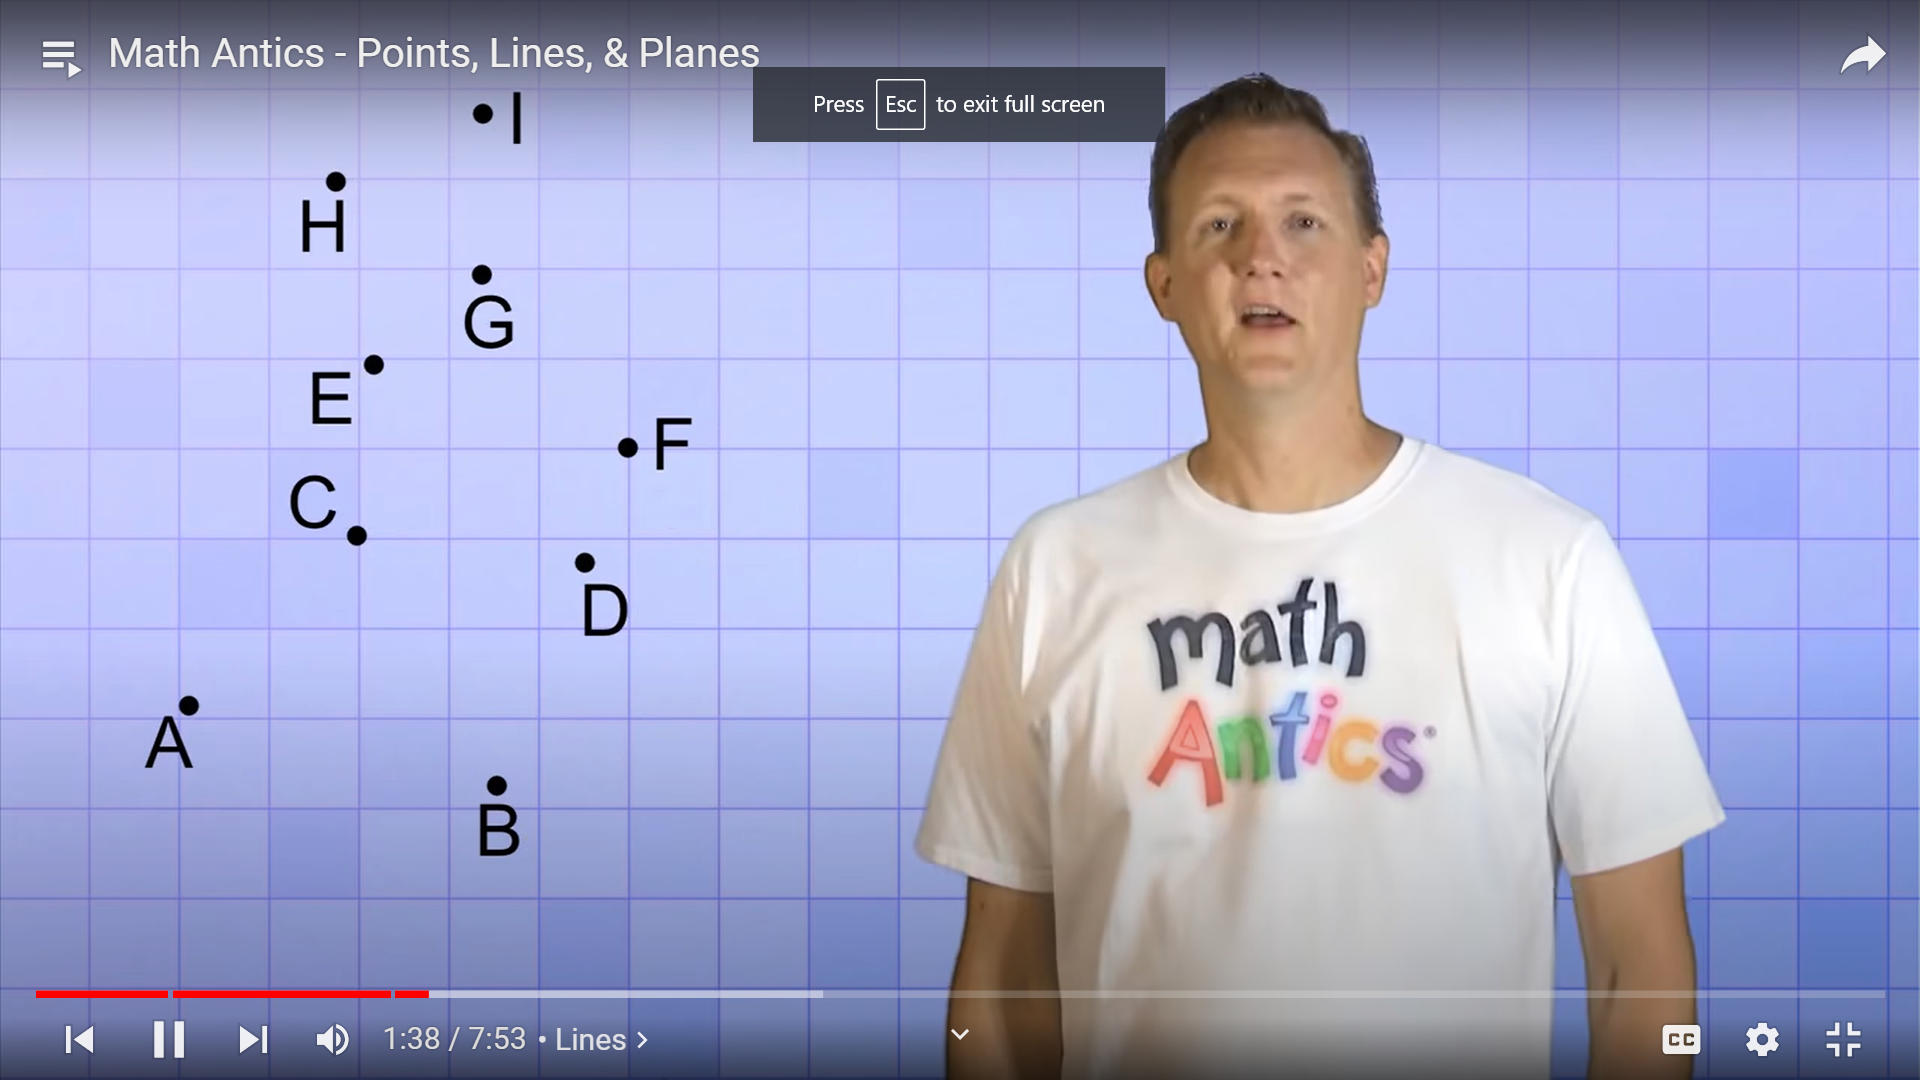 Math Antics - Points, Lines, & Planes
Press Esc to exit full screen
I
H
G
E
F
C
D
A
B
math
Antics®
1:38 / 7:53 • Lines >
CC